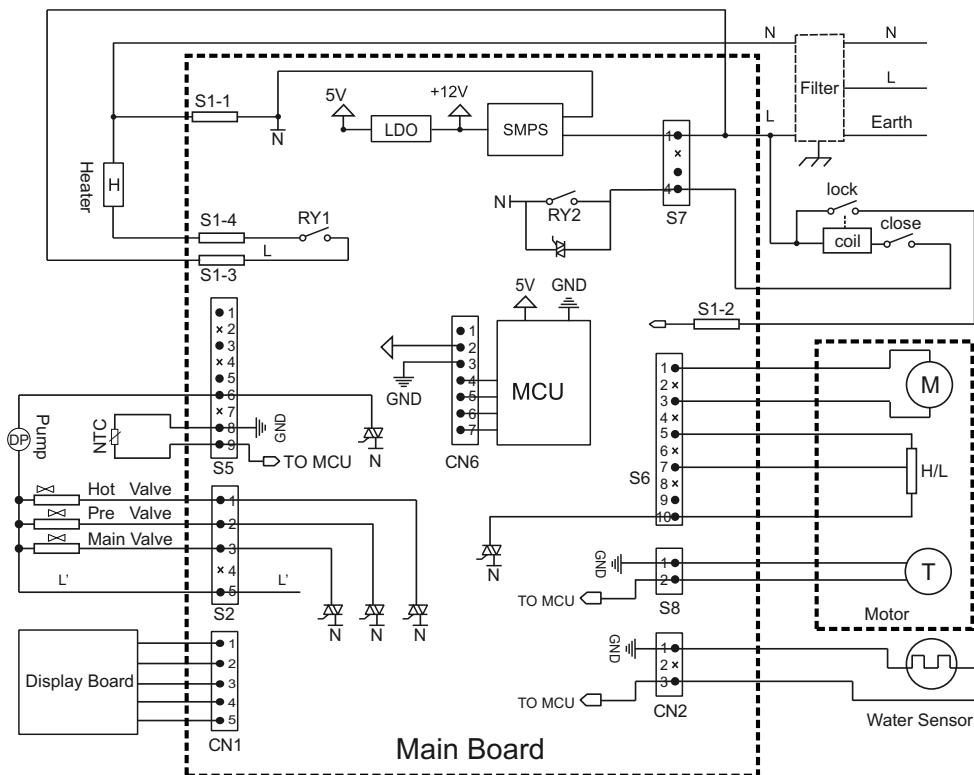 N
N
L
Filter
L
Earth
S1-1
N
5V
+12V
LDO
SMPS
1
×
4
S7
Heater
H
S1-4
RY1
L
S1-3
N
RY2
lock
coil
close
S1-2
5V
GND
MCU
GND
1
2
3
4
5
6
7
CN6
1
×2
3
×4
5
6
×7
8
9
S5
GND
TO MCU
N
Pump
DP
NTC
Hot Valve
Pre Valve
Main Valve
L'
L'
1
2
3
×4
5
S2
N
N
N
1
×2
3
×4
5
×6
7
×8
9
10
S6
N
M
H/L
T
Motor
GND
1
2
S8
TO MCU
GND
1
2×
3
CN2
TO MCU
Water Sensor
Display Board
1
2
3
4
5
CN1
Main Board